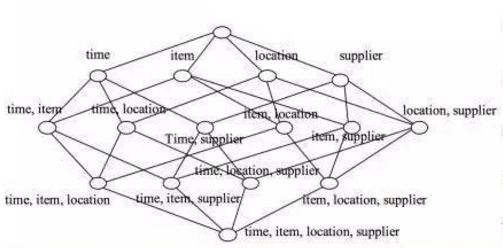 time
item
location
supplier
time, item
time, location
item, location
location, supplier
Time, supplier
item, supplier
time, location, supplier
time, item, location
time, item, supplier
item, location, supplier
time, item, location, supplier